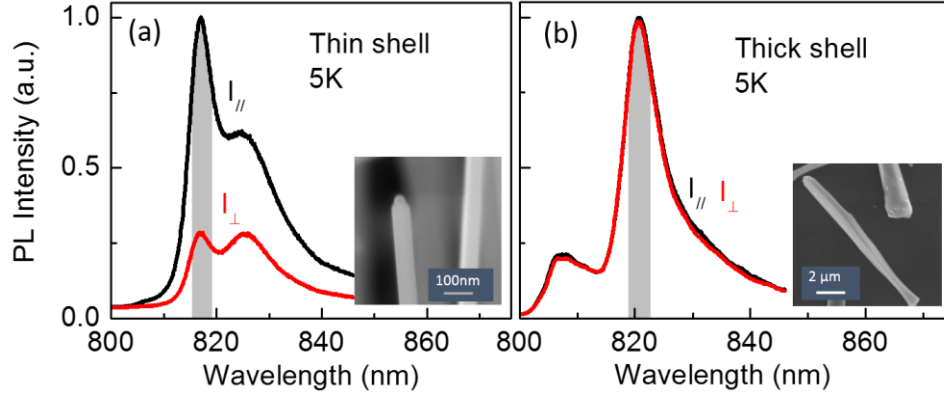 (a)
Thin shell
5K
I//
I⊥
100nm
PL Intensity (a.u.)
1.0
0.5
0.0
800 820 840 860
Wavelength (nm)
(b)
Thick shell
5K
I// I⊥
2 μm
800 820 840 860
Wavelength (nm)